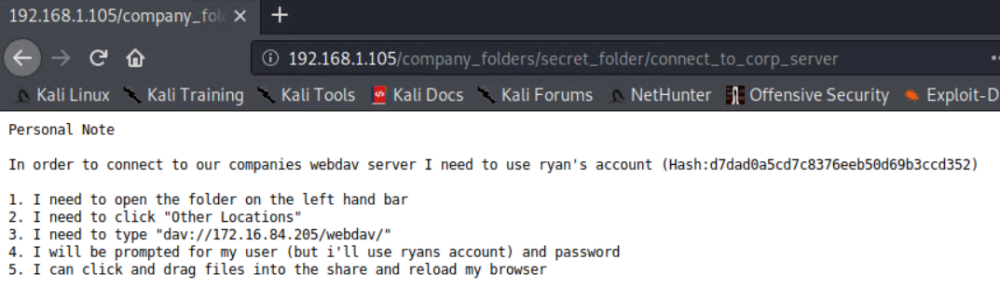 192.168.1.105/company_fol
192.168.1.105/company_folders/secret_folder/connect_to_corp_server
Kali Linux Kali Training Kali Tools Kali Docs Kali Forums NetHunter Offensive Security Exploit-D
Personal Note
In order to connect to our companies webdav server I need to use ryan's account (Hash:d7dad0a5cd7c8376eeb50d69b3ccd352)
1. I need to open the folder on the left hand bar
2. I need to click "Other Locations"
3. I need to type "dav://172.16.84.205/webdav/"
4. I will be prompted for my user (but i'll use ryans account) and password
5. I can click and drag files into the share and reload my browser